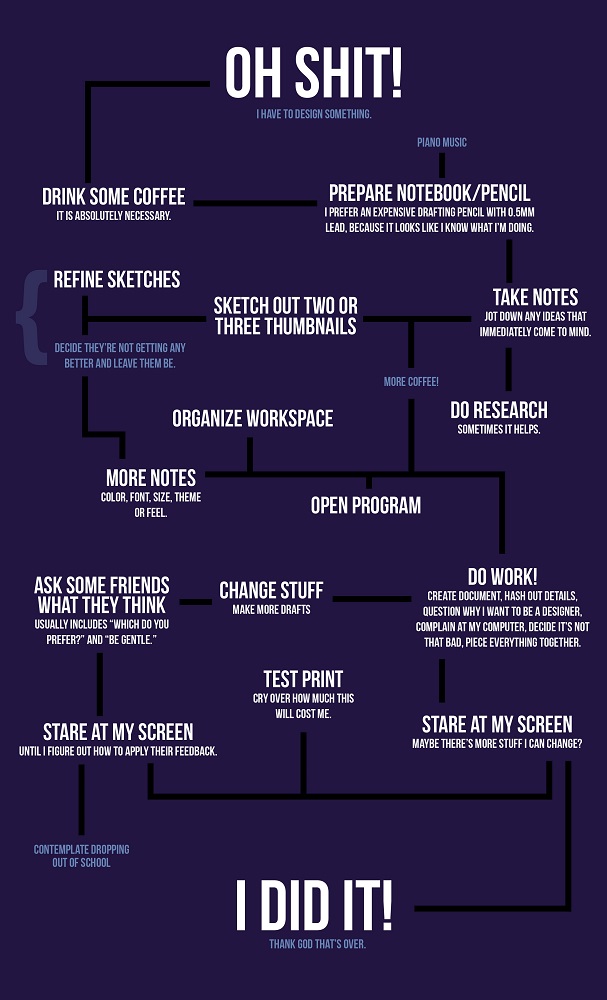 OH SHIT!
I HAVE TO DESIGN SOMETHING.
PIANO MUSIC
DRINK SOME COFFEE
IT IS ABSOLUTELY NECESSARY.
PREPARE NOTEBOOK/PENCIL
I PREFER AN EXPENSIVE DRAFTING PENCIL WITH 0.5MM
LEAD, BECAUSE IT LOOKS LIKE I KNOW WHAT I'M DOING.
{ REFINE SKETCHES
SKETCH OUT TWO OR
THREE THUMBNAILS
TAKE NOTES
JOT DOWN ANY IDEAS THAT
IMMEDIATELY COME TO MIND.
DECIDE THEY'RE NOT GETTING ANY
BETTER AND LEAVE THEM BE.
MORE COFFEE!
DO RESEARCH
SOMETIMES IT HELPS.
ORGANIZE WORKSPACE
MORE NOTES
COLOR, FONT, SIZE, THEME
OR FEEL.
OPEN PROGRAM
ASK SOME FRIENDS
WHAT THEY THINK
USUALLY INCLUDES "WHICH DO YOU
PREFER?" AND "BE GENTLE."
CHANGE STUFF
MAKE MORE DRAFTS
DO WORK!
CREATE DOCUMENT, HASH OUT DETAILS,
QUESTION WHY I WANT TO BE A DESIGNER,
COMPLAIN AT MY COMPUTER, DECIDE IT'S NOT
THAT BAD, PIECE EVERYTHING TOGETHER.
TEST PRINT
CRY OVER HOW MUCH THIS
WILL COST ME.
STARE AT MY SCREEN
UNTIL I FIGURE OUT HOW TO APPLY THEIR FEEDBACK.
STARE AT MY SCREEN
MAYBE THERE'S MORE STUFF I CAN CHANGE?
CONTEMPLATE DROPPING
OUT OF SCHOOL
I DID IT!
THANK GOD THAT'S OVER.